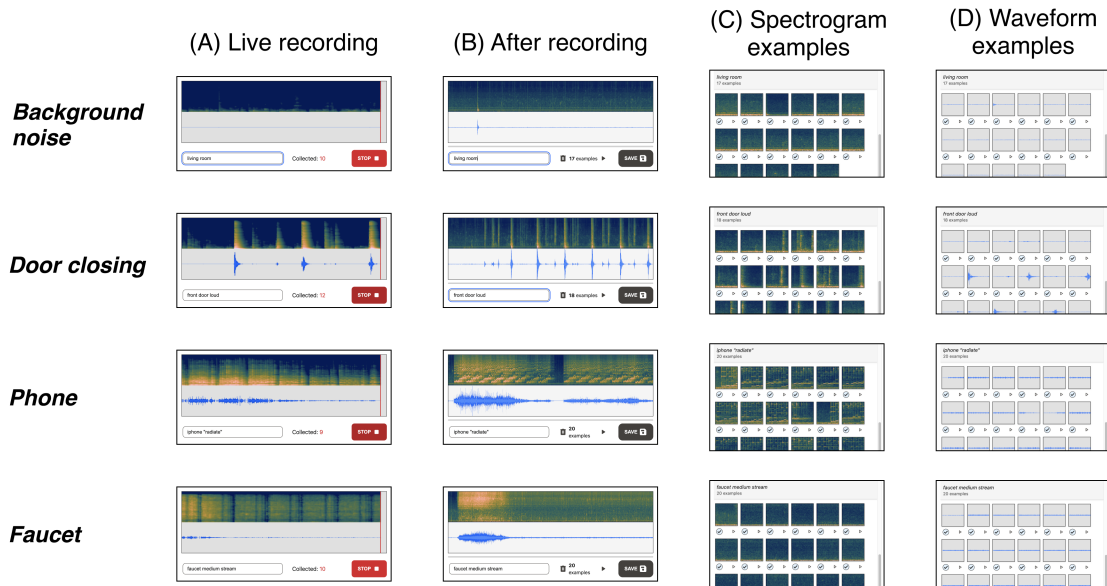 (A) Live recording
(B) After recording
(C) Spectrogram
examples
(D) Waveform
examples
Background
noise
living room
Collected: 10
STOP
living room
17 examples
SAVE
living room
17 examples
living room
17 examples
Door closing
front door loud
Collected: 12
STOP
front door loud
18 examples
SAVE
front door loud
18 examples
front door loud
18 examples
Phone
iphone "radiate"
Collected: 9
STOP
iphone "radiate"
20
examples
SAVE
iphone "radiate"
20 examples
iphone "radiate"
20 examples
Faucet
faucet medium stream
Collected: 10
STOP
faucet medium stream
20
examples
SAVE
faucet medium stream
20 examples
faucet medium stream
20 examples